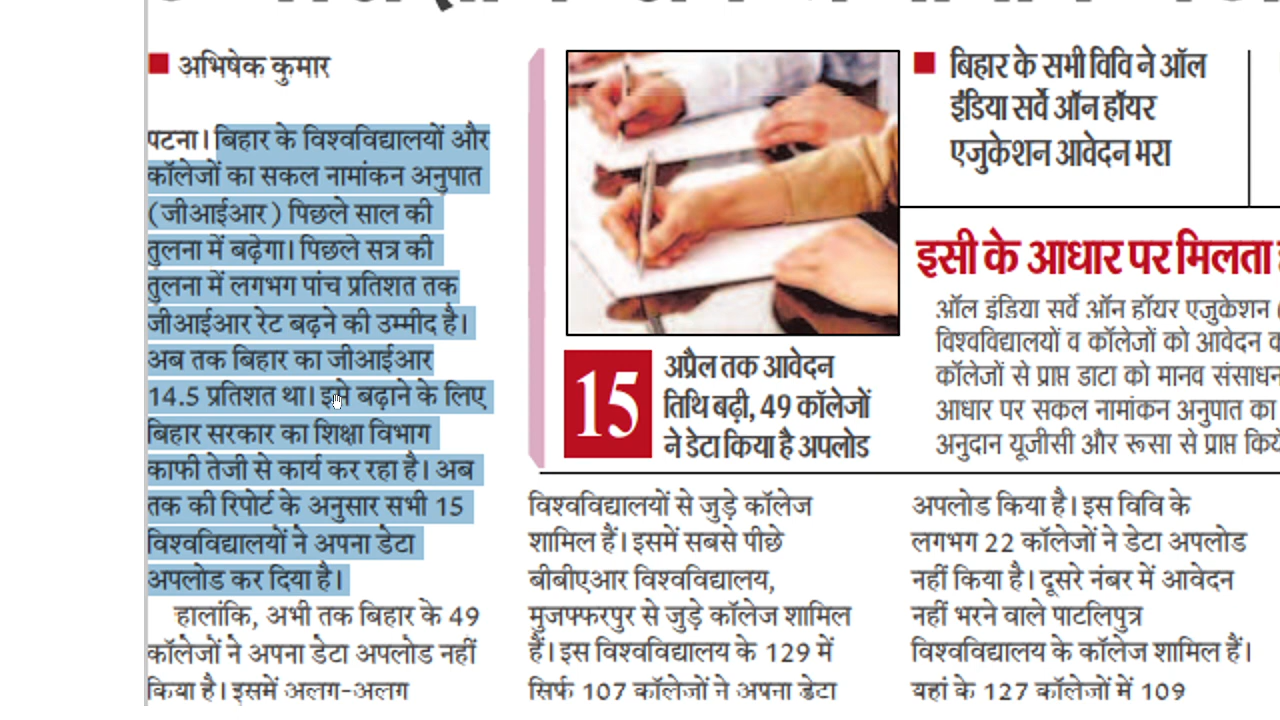 अभिषेक कुमार
पटना। बिहार के विश्वविद्यालयों और
कॉलेजों का सकल नामांकन अनुपात
(जीआईआर) पिछले साल की
तुलना में बढ़ेगा। पिछले सत्र की
तुलना में लगभग पांच प्रतिशत तक
जीआईआर रेट बढ़ने की उम्मीद है।
अब तक बिहार का जीआईआर
14.5 प्रतिशत था। इसे बढ़ाने के लिए
बिहार सरकार का शिक्षा विभाग
काफी तेजी से कार्य कर रहा है। अब
तक की रिपोर्ट के अनुसार सभी 15
विश्वविद्यालयों ने अपना डेटा
अपलोड कर दिया है।
हालांकि, अभी तक बिहार के 49
कॉलेजों ने अपना डेटा अपलोड नहीं
किया है। इसमें अलग-अलग
15
अप्रैल तक आवेदन
तिथि बढ़ी, 49 कॉलेजों
ने डेटा किया है अपलोड
बिहार के सभी विवि ने ऑल
इंडिया सर्वे ऑन हॉयर
एजुकेशन आवेदन भरा
इसी के आधार पर मिलता
ऑल इंडिया सर्वे ऑन हॉयर एजुकेशन
विश्वविद्यालयों व कॉलेजों को आवेदन
कॉलेजों से प्राप्त डाटा को मानव संसाधन
आधार पर सकल नामांकन अनुपात का
अनुदान यूजीसी और रूसा से प्राप्त किये
विश्वविद्यालयों से जुड़े कॉलेज
शामिल हैं। इसमें सबसे पीछे
बीबीएआर विश्वविद्यालय,
मुजफ्फरपुर से जुड़े कॉलेज शामिल
हैं। इस विश्वविद्यालय के 129 में
सिर्फ 107 कॉलेजों ने अपना डेटा
अपलोड किया है। इस विवि के
लगभग 22 कॉलेजों ने डेटा अपलोड
नहीं किया है। दूसरे नंबर में आवेदन
नहीं भरने वाले पाटलिपुत्र
विश्वविद्यालय के कॉलेज शामिल हैं।
यहां के 127 कॉलेजों में 109